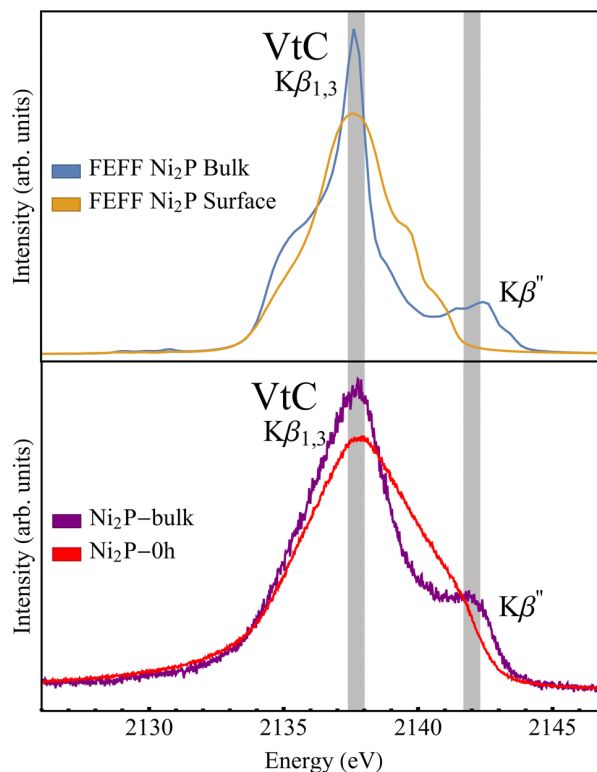 VtC
Kβ1,3
FEFF Ni2P Bulk
FEFF Ni2P Surface
Kβ"
Intensity (arb. units)
VtC
Kβ1,3
Ni2P−bulk
Ni2P−0h
Kβ"
Intensity (arb. units)
2130
2135
2140
2145
Energy (eV)